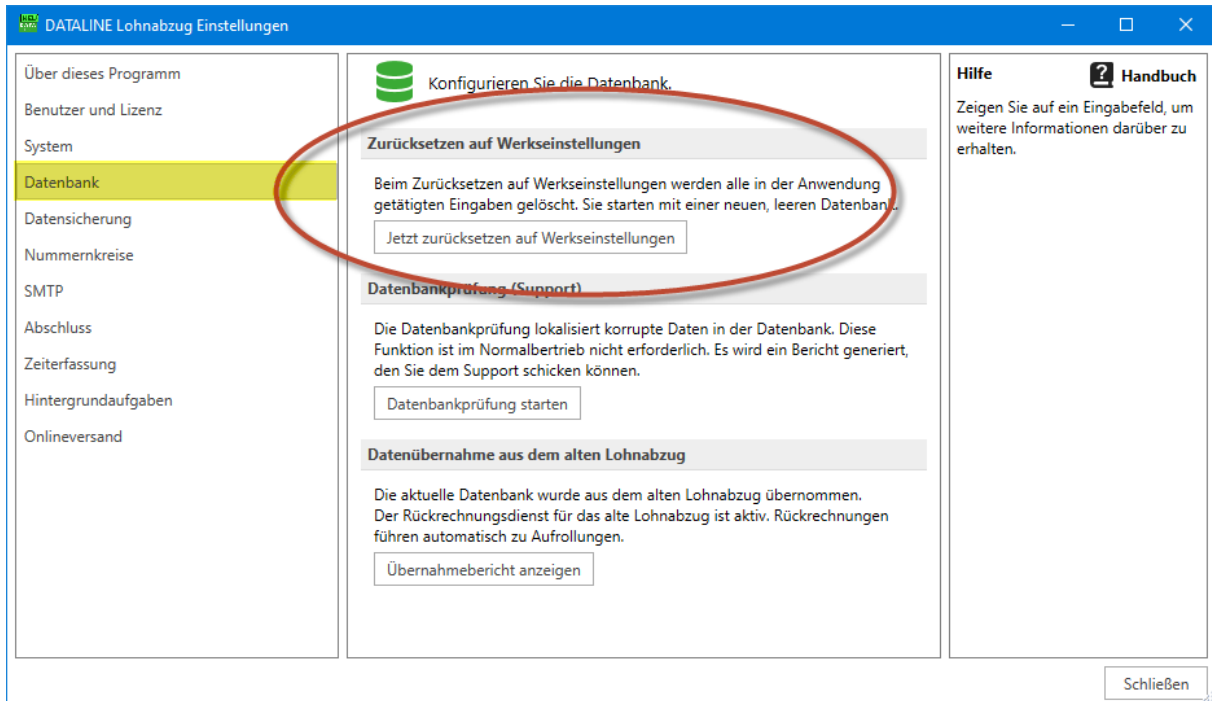 DATALINE Lohnabzug Einstellungen
Über dieses Programm
Benutzer und Lizenz
System
Datenbank
Datensicherung
Nummernkreise
SMTP
Abschluss
Zeiterfassung
Hintergrundaufgaben
Onlineversand
Konfigurieren Sie die Datenbank.
Zurücksetzen auf Werkseinstellungen
Beim Zurücksetzen auf Werkseinstellungen werden alle in der Anwendung
getätigten Eingaben gelöscht. Sie starten mit einer neuen, leeren Datenbank.
Jetzt zurücksetzen auf Werkseinstellungen
Datenbankprüfung (Support)
Die Datenbankprüfung lokalisiert korrupte Daten in der Datenbank. Diese
Funktion ist im Normalbertrieb nicht erforderlich. Es wird ein Bericht generiert,
den Sie dem Support schicken können.
Datenbankprüfung starten
Datenübernahme aus dem alten Lohnabzug
Die aktuelle Datenbank wurde aus dem alten Lohnabzug übernommen.
Der Rückrechnungsdienst für das alte Lohnabzug ist aktiv. Rückrechnungen
führen automatisch zu Aufrollungen.
Übernahmebericht anzeigen
Hilfe
Handbuch
Zeigen Sie auf ein Eingabefeld, um
weitere Informationen darüber zu
erhalten.
Schließen